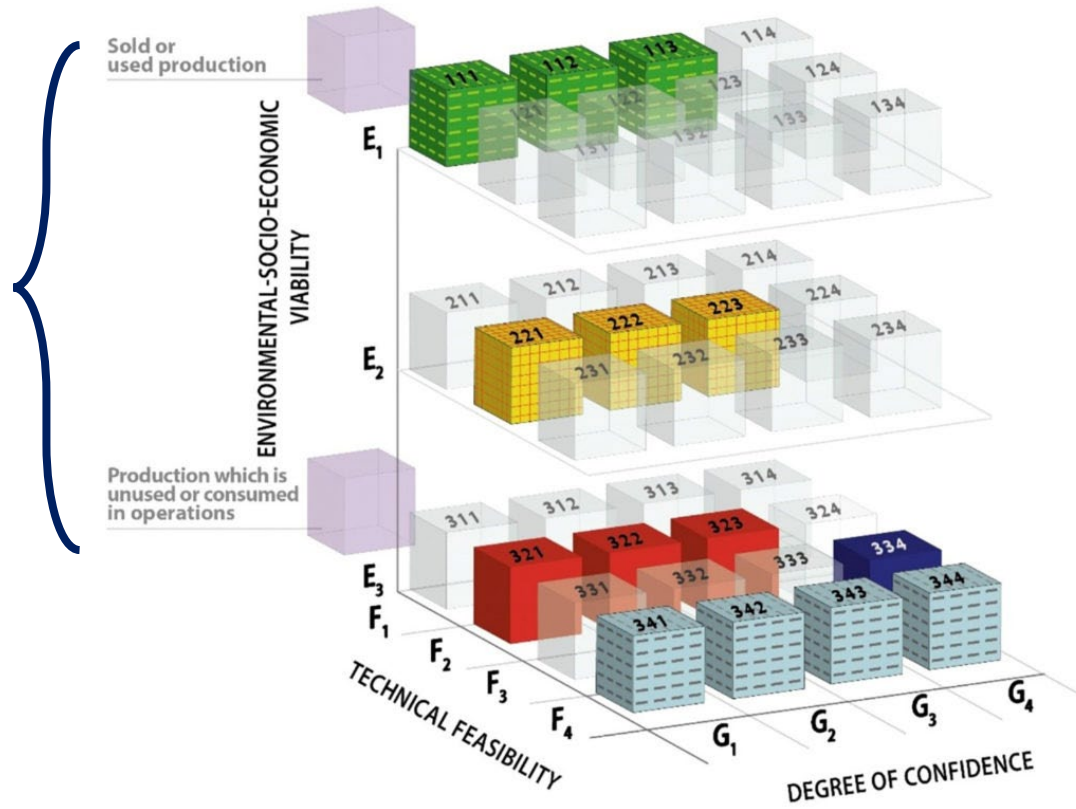 Sold or
used production
111
112
113
114
121
122
123
124
131
132
133
134
E1
ENVIRONMENTAL-SOCIO-ECONOMIC
VIABILITY
211
212
213
214
221
222
223
224
231
232
233
234
E2
Production which is
unused or consumed
in operations
311
312
313
314
321
322
323
324
331
332
333
334
341
342
343
344
E3
F1
F2
F3
F4
TECHNICAL FEASIBILITY
G1
G2
G3
G4
DEGREE OF CONFIDENCE